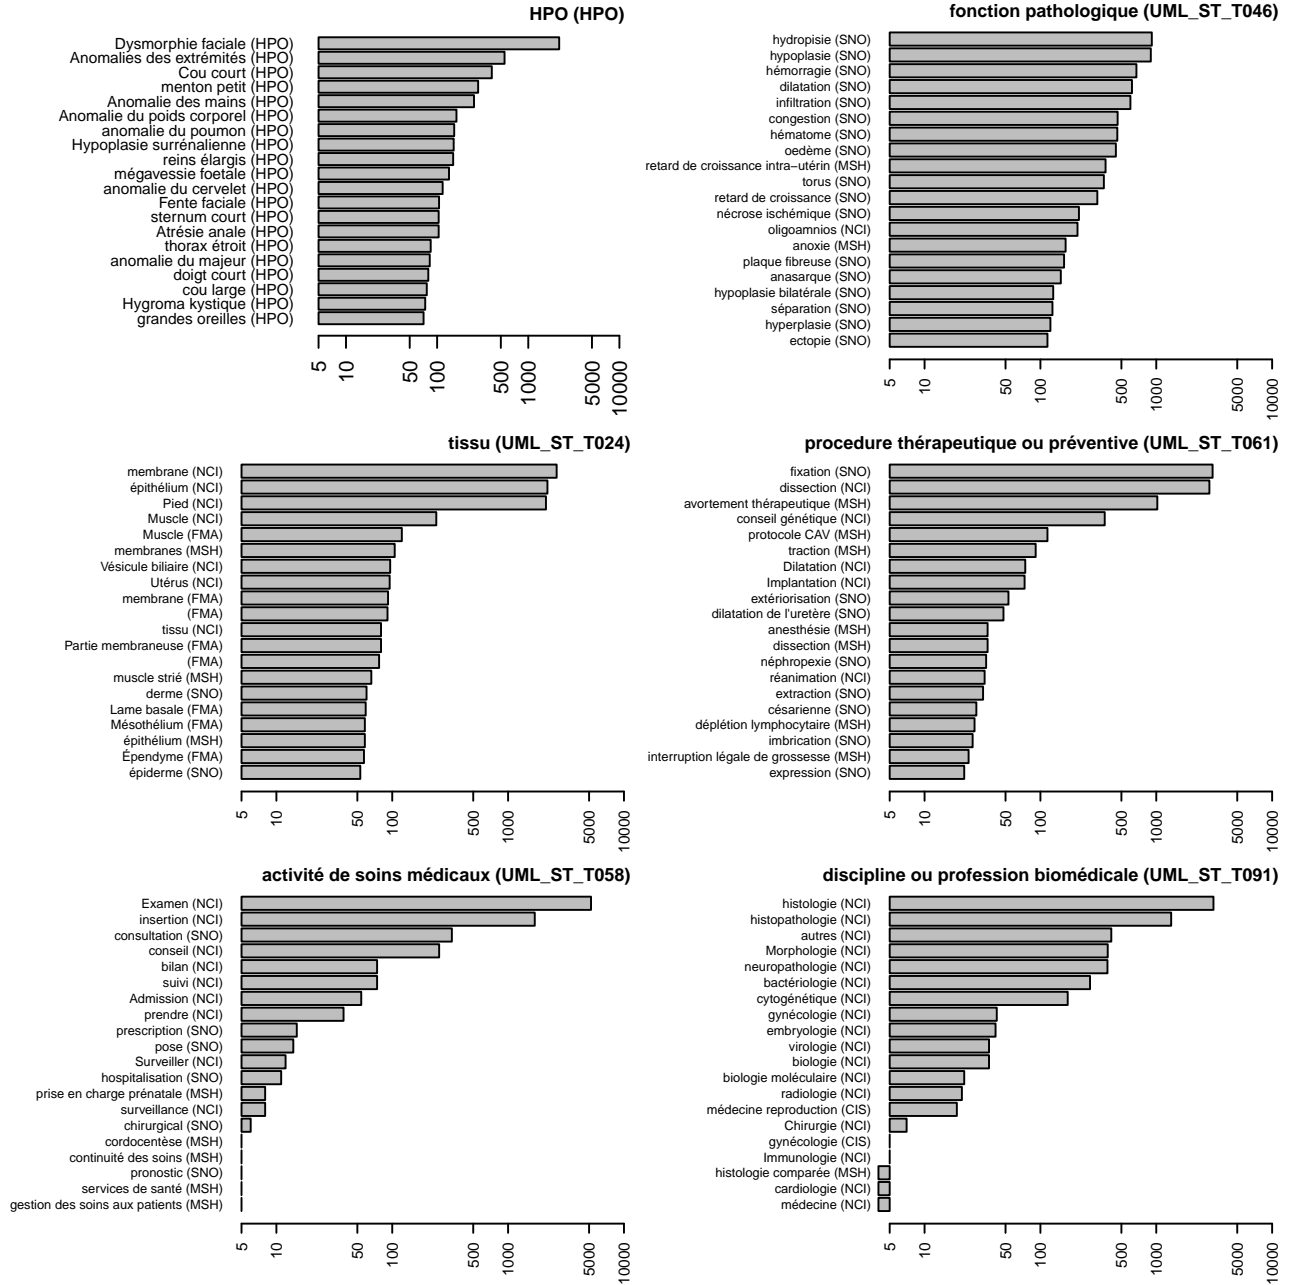 HPO (HPO)
Dysmorphie faciale (HPO)
Anomalies des extrémités (HPO)
Cou court (HPO)
menton petit (HPO)
Anomalie des mains (HPO)
Anomalie du poids corporel (HPO)
anomalie du poumon (HPO)
Hypoplasie surrénalienne (HPO)
reins élargis (HPO)
mégavessie foetale (HPO)
anomalie du cervelet (HPO)
Fente faciale (HPO)
sternum court (HPO)
Atrésie anale (HPO)
thorax étroit (HPO)
anomalie du majeur (HPO)
doigt court (HPO)
cou large (HPO)
Hygroma kystique (HPO)
grandes oreilles (HPO)
5 10 50 100 500 1000 5000 10000
fonction pathologique (UML_ST_T046)
hydropisie (SNO)
hypoplasie (SNO)
hémorragie (SNO)
dilatation (SNO)
infiltration (SNO)
congestion (SNO)
hématome (SNO)
oedème (SNO)
retard de croissance intra−utérin (MSH)
torus (SNO)
retard de croissance (SNO)
nécrose ischémique (SNO)
oligoamnios (NCI)
anoxie (MSH)
plaque fibreuse (SNO)
anasarque (SNO)
hypoplasie bilatérale (SNO)
séparation (SNO)
hyperplasie (SNO)
ectopie (SNO)
5 10 50 100 500 1000 5000 10000
tissu (UML_ST_T024)
membrane (NCI)
épithélium (NCI)
Pied (NCI)
Muscle (NCI)
Muscle (FMA)
membranes (MSH)
Vésicule biliaire (NCI)
Utérus (NCI)
membrane (FMA)
(FMA)
tissu (NCI)
Partie membraneuse (FMA)
(FMA)
muscle strié (MSH)
derme (SNO)
Lame basale (FMA)
Mésothélium (FMA)
épithélium (MSH)
Épendyme (FMA)
épiderme (SNO)
5 10 50 100 500 1000 5000 10000
procedure thérapeutique ou préventive (UML_ST_T061)
fixation (SNO)
dissection (NCI)
avortement thérapeutique (MSH)
conseil génétique (NCI)
protocole CAV (MSH)
traction (MSH)
Dilatation (NCI)
Implantation (NCI)
extériorisation (SNO)
dilatation de l'uretère (SNO)
anesthésie (MSH)
dissection (MSH)
néphropexie (SNO)
réanimation (NCI)
extraction (SNO)
césarienne (SNO)
déplétion lymphocytaire (MSH)
imbrication (SNO)
interruption légale de grossesse (MSH)
expression (SNO)
5 10 50 100 500 1000 5000 10000
activité de soins médicaux (UML_ST_T058)
Examen (NCI)
insertion (NCI)
consultation (SNO)
conseil (NCI)
bilan (NCI)
suivi (NCI)
Admission (NCI)
prendre (NCI)
prescription (SNO)
pose (SNO)
Surveiller (NCI)
hospitalisation (SNO)
prise en charge prénatale (MSH)
surveillance (NCI)
chirurgical (SNO)
cordocentèse (MSH)
continuité des soins (MSH)
pronostic (SNO)
services de santé (MSH)
gestion des soins aux patients (MSH)
5 10 50 100 500 1000 5000 10000
discipline ou profession biomédicale (UML_ST_T091)
histologie (NCI)
histopathologie (NCI)
autres (NCI)
Morphologie (NCI)
neuropathologie (NCI)
bactériologie (NCI)
cytogénétique (NCI)
gynécologie (NCI)
embryologie (NCI)
virologie (NCI)
biologie (NCI)
biologie moléculaire (NCI)
radiologie (NCI)
médecine reproduction (CIS)
Chirurgie (NCI)
gynécologie (CIS)
Immunologie (NCI)
histologie comparée (MSH)
cardiologie (NCI)
médecine (NCI)
5 10 50 100 500 1000 5000 10000